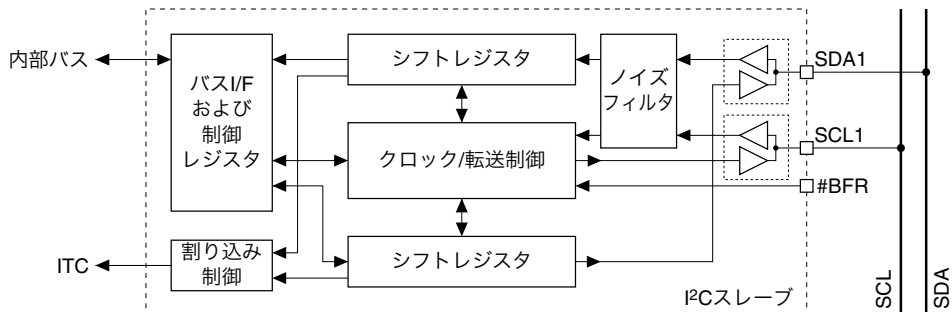 内部バス
バスI/F
および
制御
レジスタ
シフトレジスタ
ノイズ
フィルタ
SDA1
クロック/転送制御
SCL1
#BFR
ITC
割り込み
制御
シフトレジスタ
I²Cスレーブ
SCL
SDA